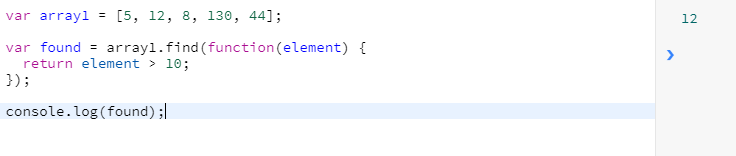 var array1 = [5, 12, 8, 130, 44];
var found = array1.find(function(element) {
  return element > 10;
});
console.log(found);
12
❯